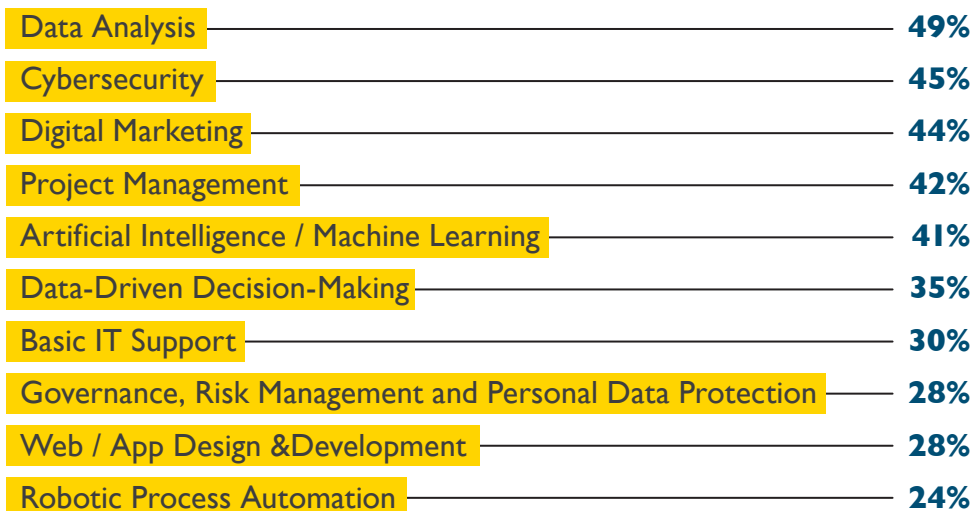 Data Analysis 49%
Cybersecurity 45%
Digital Marketing 44%
Project Management 42%
Artificial Intelligence / Machine Learning 41%
Data-Driven Decision-Making 35%
Basic IT Support 30%
Governance, Risk Management and Personal Data Protection 28%
Web / App Design &Development 28%
Robotic Process Automation 24%